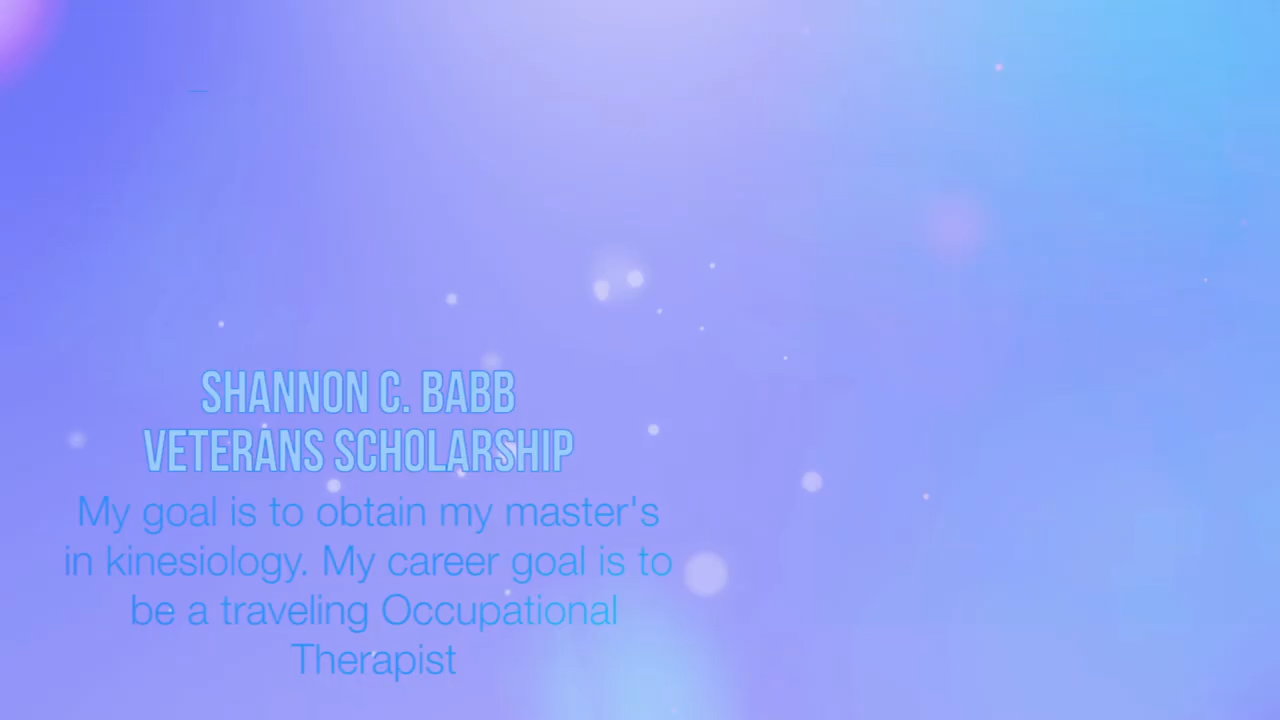 SHANNON C. BABB
VETERANS SCHOLARSHIP
My goal is to obtain my master's
in kinesiology. My career goal is to
be a traveling Occupational
Therapist